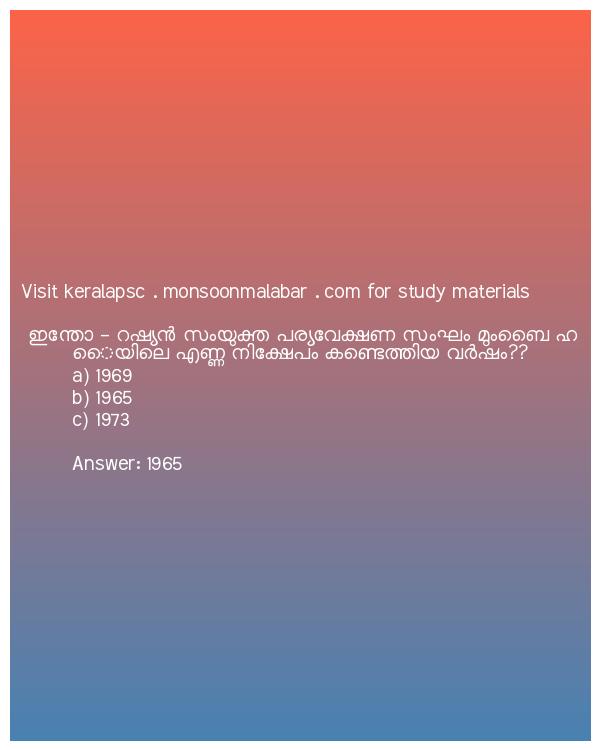 Visit keralapsc . monsoonmalabar . com for study materials
ഇന്തോ - റഷ്യൻ സംയുക്ത പര്യവേക്ഷണ സംഘം മുംബൈ ഹ
ൈയിലെ എണ്ണ നിക്ഷേപം കണ്ടെത്തിയ വർഷം??
a) 1969
b) 1965
c) 1973
Answer: 1965